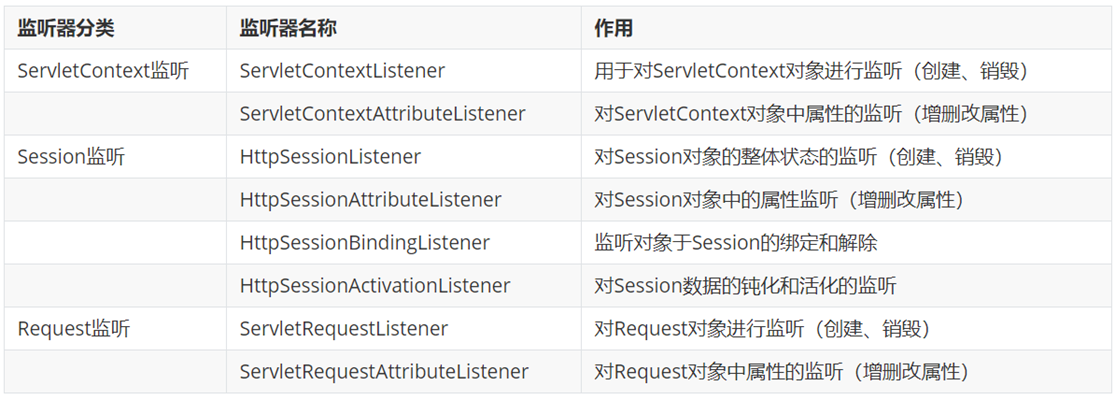 监听器分类 监听器名称 作用
ServletContext监听 ServletContextListener 用于对ServletContext对象进行监听（创建、销毁）
ServletContextAttributeListener 对ServletContext对象中属性的监听（增删改属性）
Session监听 HttpSessionListener 对Session对象的整体状态的监听（创建、销毁）
HttpSessionAttributeListener 对Session对象中的属性监听（增删改属性）
HttpSessionBindingListener 监听对象于Session的绑定和解除
HttpSessionActivationListener 对Session数据的钝化和活化的监听
Request监听 ServletRequestListener 对Request对象进行监听（创建、销毁）
ServletRequestAttributeListener 对Request对象中属性的监听（增删改属性）